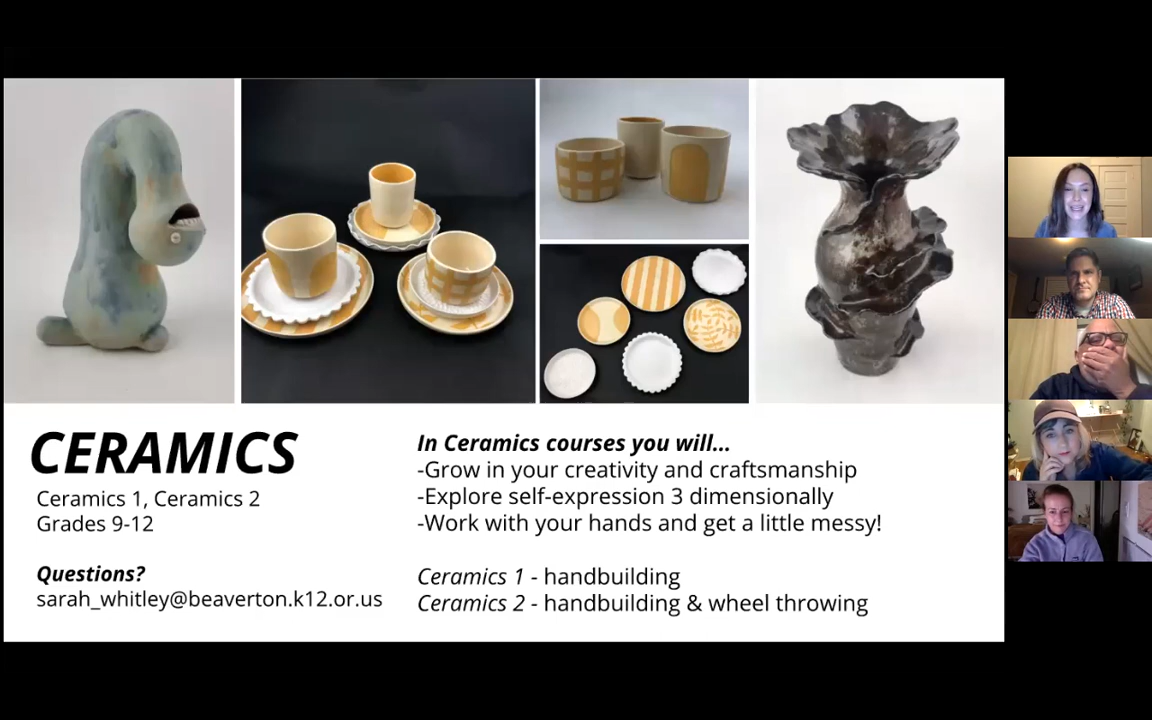 CERAMICS
Ceramics 1, Ceramics 2
Grades 9-12
Questions?
sarah_whitley@beaverton.k12.or.us
In Ceramics courses you will...
-Grow in your creativity and craftsmanship
-Explore self-expression 3 dimensionally
-Work with your hands and get a little messy!
Ceramics 1 - handbuilding
Ceramics 2 - handbuilding & wheel throwing